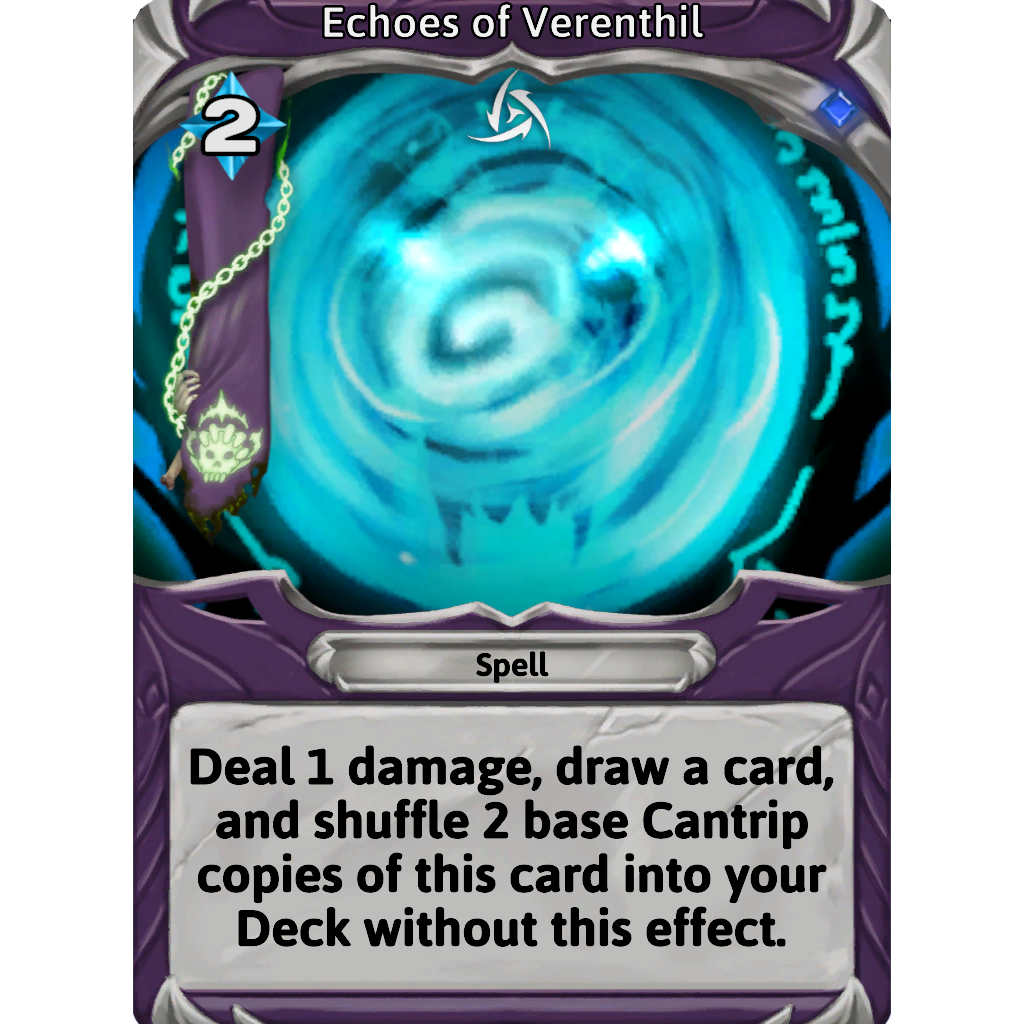 Echoes of Verenthil
2
Spell
Deal 1 damage, draw a card,
and shuffle 2 base Cantrip
copies of this card into your
Deck without this effect.